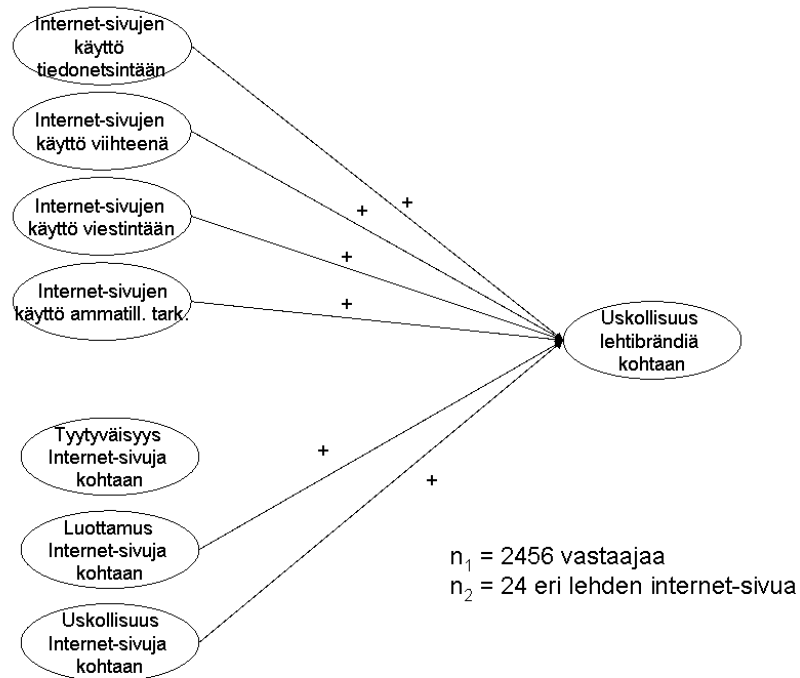 Internet-sivujen
käyttö
tiedonetsintään
Internet-sivujen
käyttö viihteenä
Internet-sivujen
käyttö viestintään
Internet-sivujen
käyttö ammatill. tark.
+
+
+
+
Uskollisuus
lehtibrändiä
kohtaan
Tyytyväisyys
Internet-sivuja
kohtaan
Luottamus
Internet-sivuja
kohtaan
Uskollisuus
Internet-sivuja
kohtaan
+
+
n₁ = 2456 vastaajaa
n₂ = 24 eri lehden internet-sivua